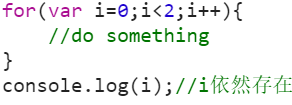 for(var i=0;i<2;i++){
    //do something
}
console.log(i);//i依然存在